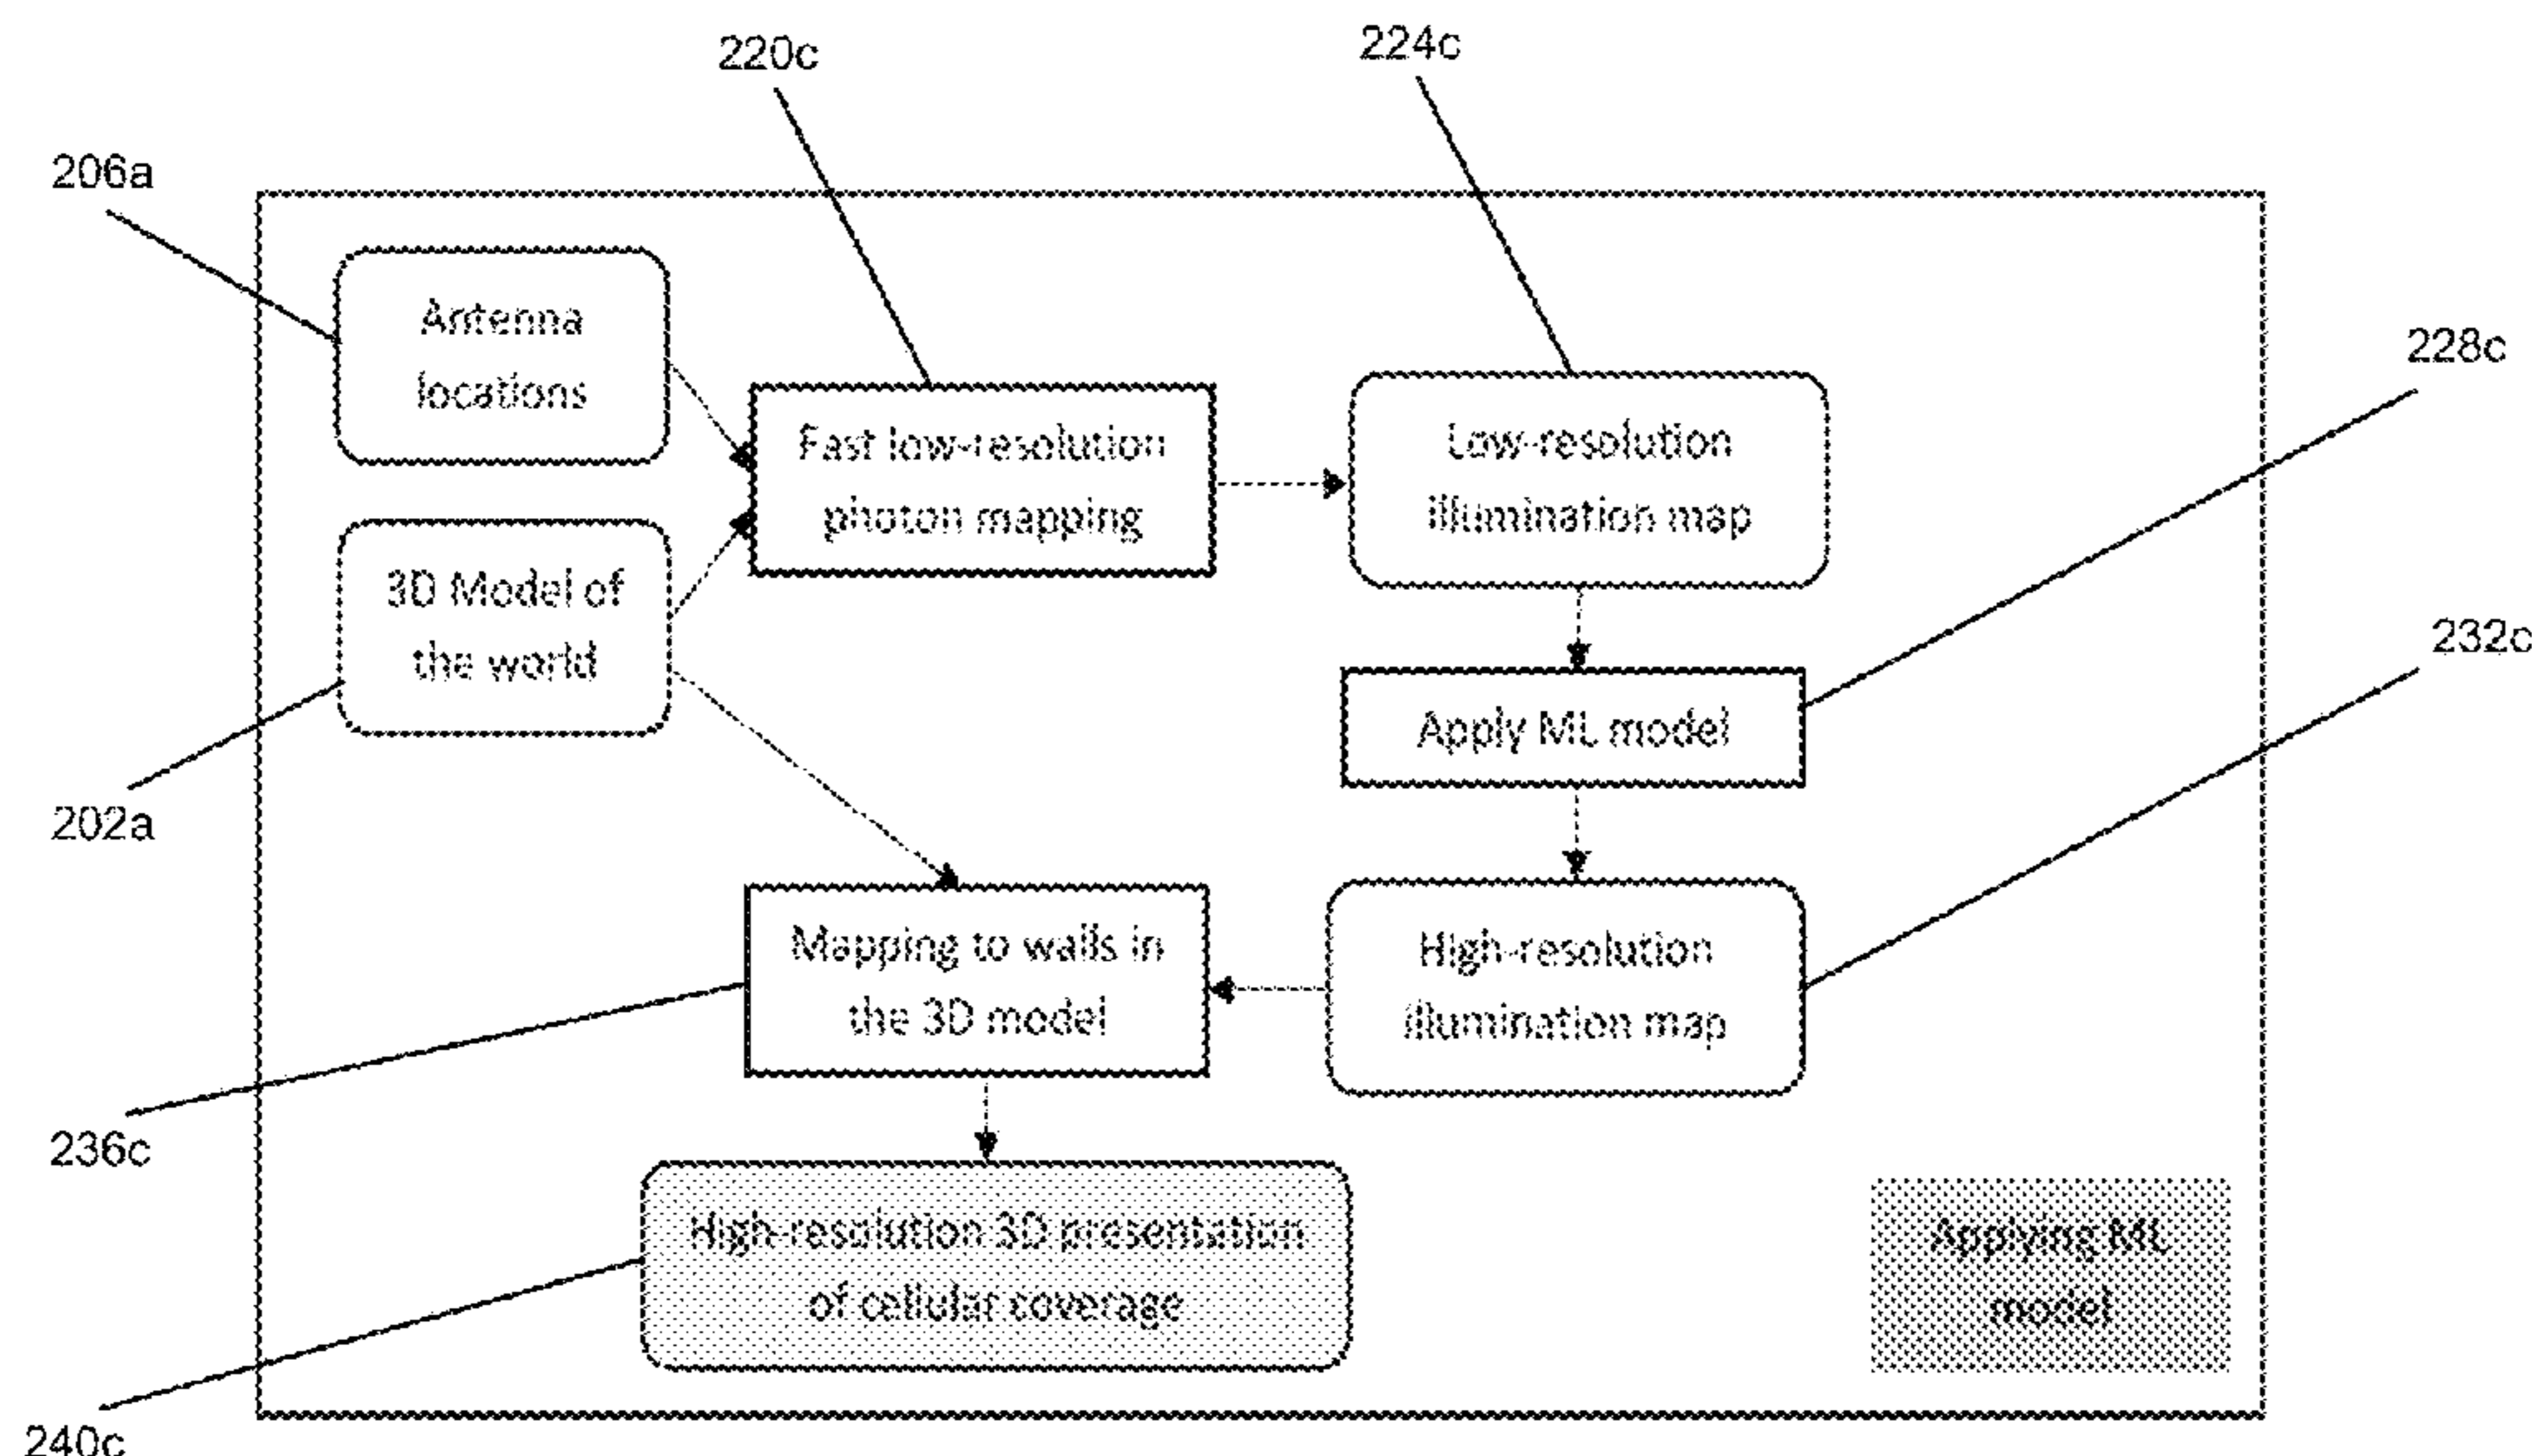 220c
224c
206a
Antenna
locations
228c
Fast low-resolution
photon mapping
Low-resolution
illumination map
3D Model of
the world
232c
Apply ML model
202a
Mapping to walls in
the 3D model
High-resolution
illumination map
236c
High-resolution 3D presentation
of cellular coverage
Applying ML
model
240c